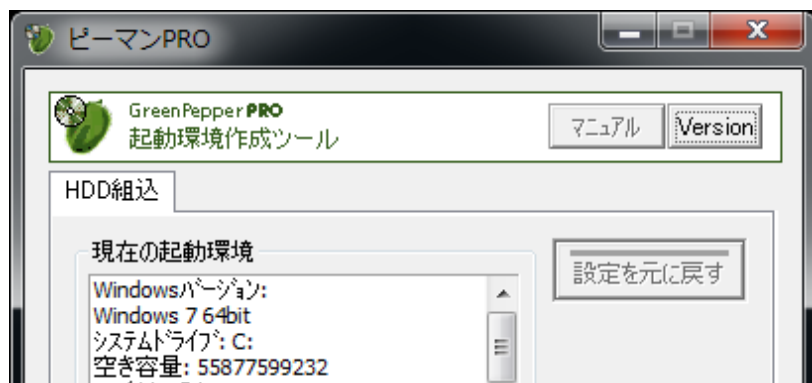 ピーマンPRO
GreenPepper PRO
起動環境作成ツール
マニュアル
Version
HDD組込
現在の起動環境
設定を元に戻す
Windowsﾊﾞｰｼﾞｮﾝ:
Windows 7 64bit
ｼｽﾃﾑﾄﾞﾗｲﾌﾞ: C:
空き容量: 55877599232